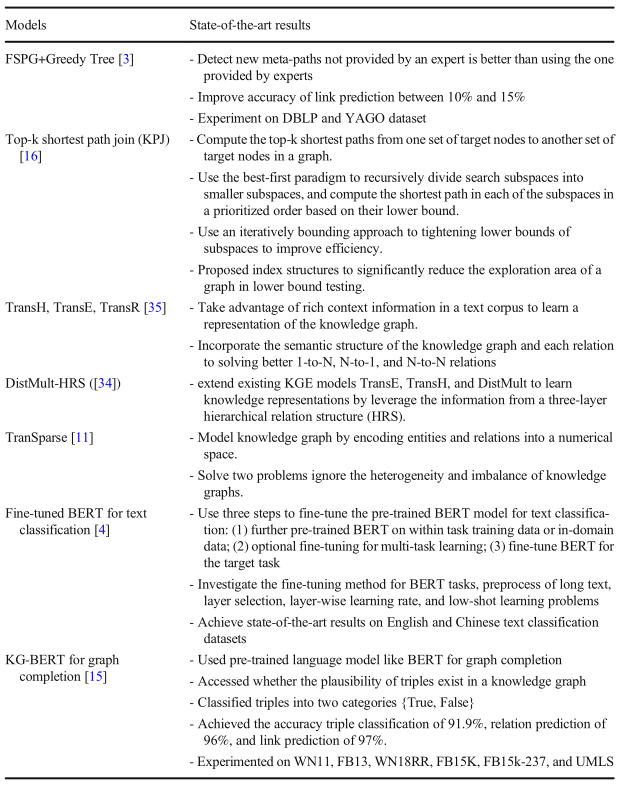 Models State-of-the-art results
FSPG+Greedy Tree [3] - Detect new meta-paths not provided by an expert is better than using the one
provided by experts
- Improve accuracy of link prediction between 10% and 15%
- Experiment on DBLP and YAGO dataset
Top-k shortest path join (KPJ) - Compute the top-k shortest paths from one set of target nodes to another set of
[16] target nodes in a graph.
- Use the best-first paradigm to recursively divide search subspaces into
smaller subspaces, and compute the shortest path in each of the subspaces in
a prioritized order based on their lower bound.
- Use an iteratively bounding approach to tightening lower bounds of
subspaces to improve efficiency.
- Proposed index structures to significantly reduce the exploration area of a
graph in lower bound testing.
TransH, TransE, TransR [35] - Take advantage of rich context information in a text corpus to learn a
representation of the knowledge graph.
- Incorporate the semantic structure of the knowledge graph and each relation
to solving better 1-to-N, N-to-1, and N-to-N relations
DistMult-HRS ([34]) - extend existing KGE models TransE, TransH, and DistMult to learn
knowledge representations by leverage the information from a three-layer
hierarchical relation structure (HRS).
TranSparse [11] - Model knowledge graph by encoding entities and relations into a numerical
space.
- Solve two problems ignore the heterogeneity and imbalance of knowledge
graphs.
Fine-tuned BERT for text - Use three steps to fine-tune the pre-trained BERT model for text classifica-
classification [4] tion: (1) further pre-trained BERT on within task training data or in-domain
data; (2) optional fine-tuning for multi-task learning; (3) fine-tune BERT for
the target task
- Investigate the fine-tuning method for BERT tasks, preprocess of long text,
layer selection, layer-wise learning rate, and low-shot learning problems
- Achieve state-of-the-art results on English and Chinese text classification
datasets
KG-BERT for graph - Used pre-trained language model like BERT for graph completion
completion [15] - Accessed whether the plausibility of triples exist in a knowledge graph
- Classified triples into two categories {True, False}
- Achieved the accuracy triple classification of 91.9%, relation prediction of
96%, and link prediction of 97%.
- Experimented on WN11, FB13, WN18RR, FB15K, FB15k-237, and UMLS